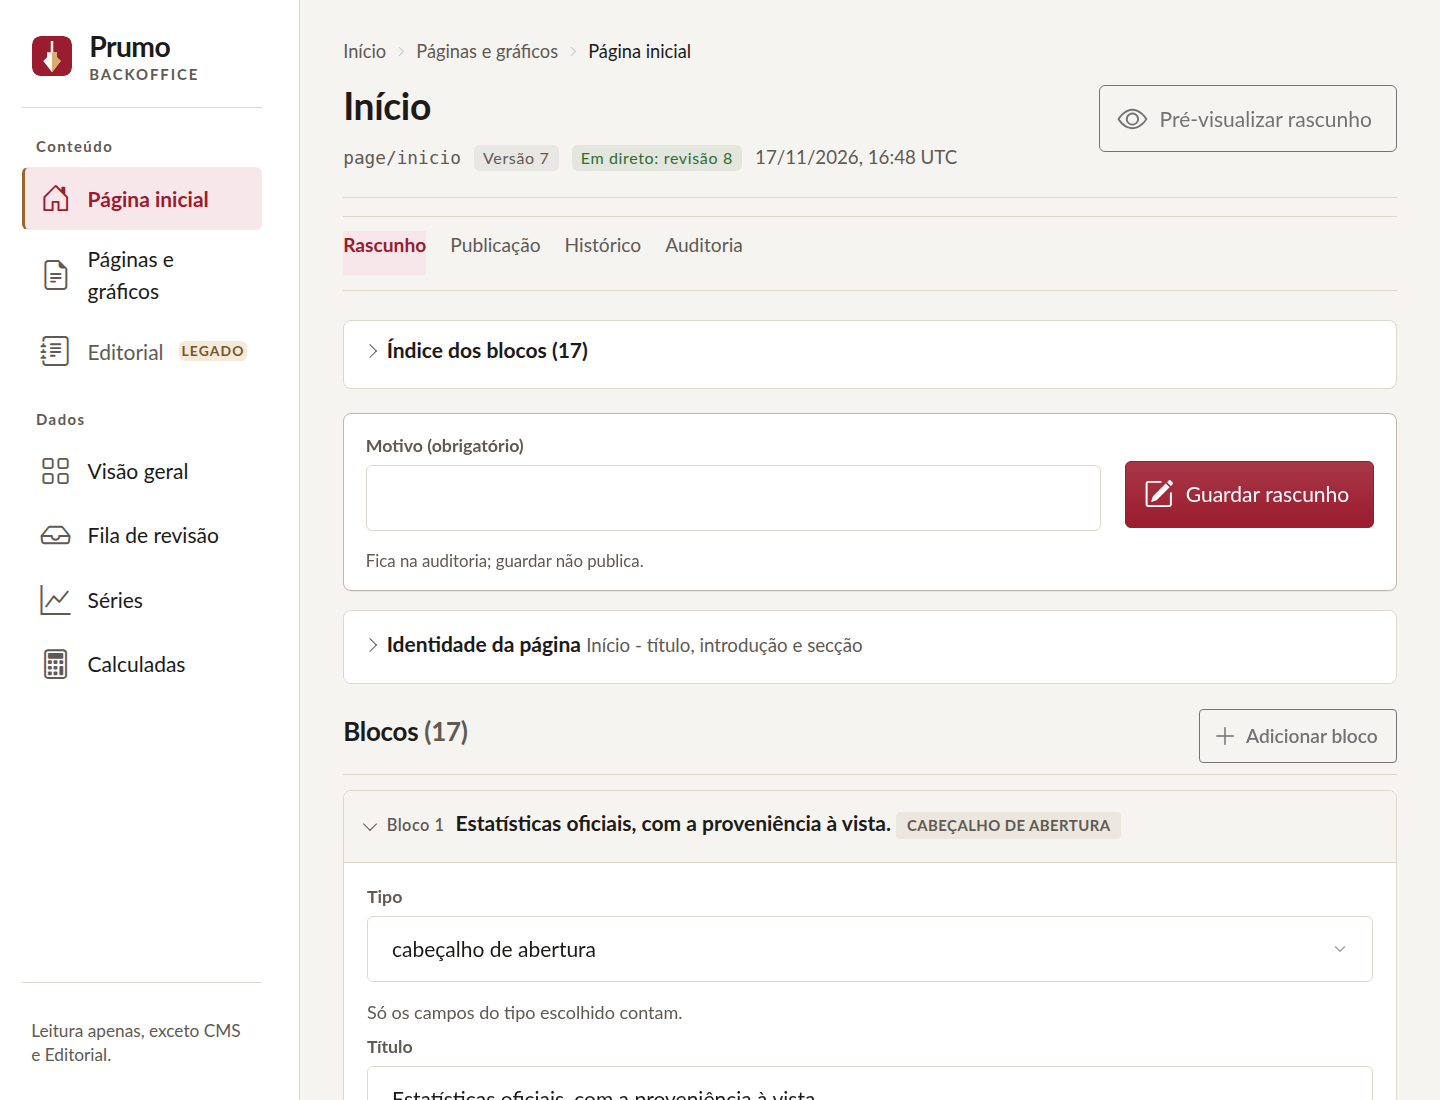 Prumo
BACKOFFICE
Conteúdo
Página inicial
Páginas e
gráficos
Editorial LEGADO
Dados
Visão geral
Fila de revisão
Séries
Calculadas
Leitura apenas, exceto CMS
e Editorial.
Início Páginas e gráficos Página inicial
Início
Pré-visualizar rascunho
page/inicio Versão 7 Em direto: revisão 8 17/11/2026, 16:48 UTC
Rascunho Publicação Histórico Auditoria
Índice dos blocos (17)
Motivo (obrigatório)
Guardar rascunho
Fica na auditoria; guardar não publica.
Identidade da página Início - título, introdução e secção
Blocos (17)
Adicionar bloco
Bloco 1 Estatísticas oficiais, com a proveniência à vista. CABEÇALHO DE ABERTURA
Tipo
cabeçalho de abertura
Só os campos do tipo escolhido contam.
Título
Estatísticas oficiais, com a proveniência à vista.